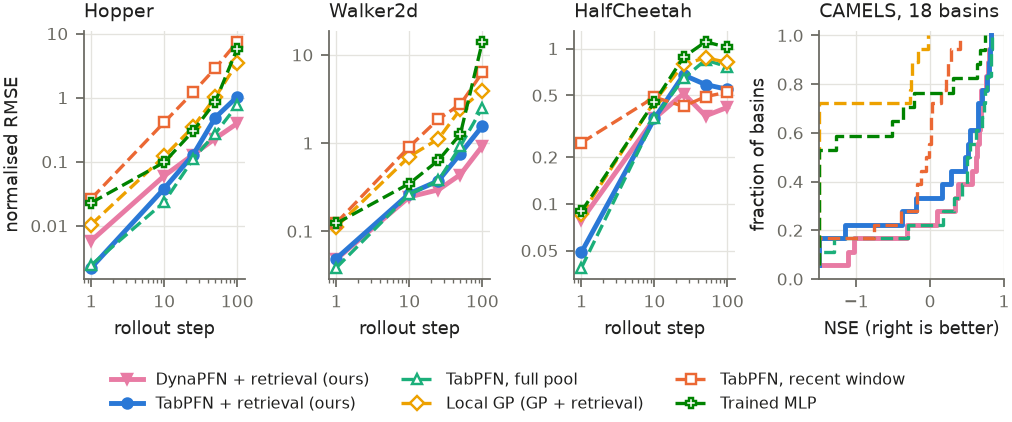 Hopper
Walker2d
HalfCheetah
CAMELS, 18 basins
normalised RMSE
10
1
0.1
0.01
1
10
100
rollout step
10
1
0.1
1
10
100
rollout step
1
0.5
0.2
0.1
0.05
1
10
100
rollout step
fraction of basins
1.0
0.8
0.6
0.4
0.2
0.0
−1
0
1
NSE (right is better)
DynaPFN + retrieval (ours)
TabPFN, full pool
TabPFN, recent window
TabPFN + retrieval (ours)
Local GP (GP + retrieval)
Trained MLP